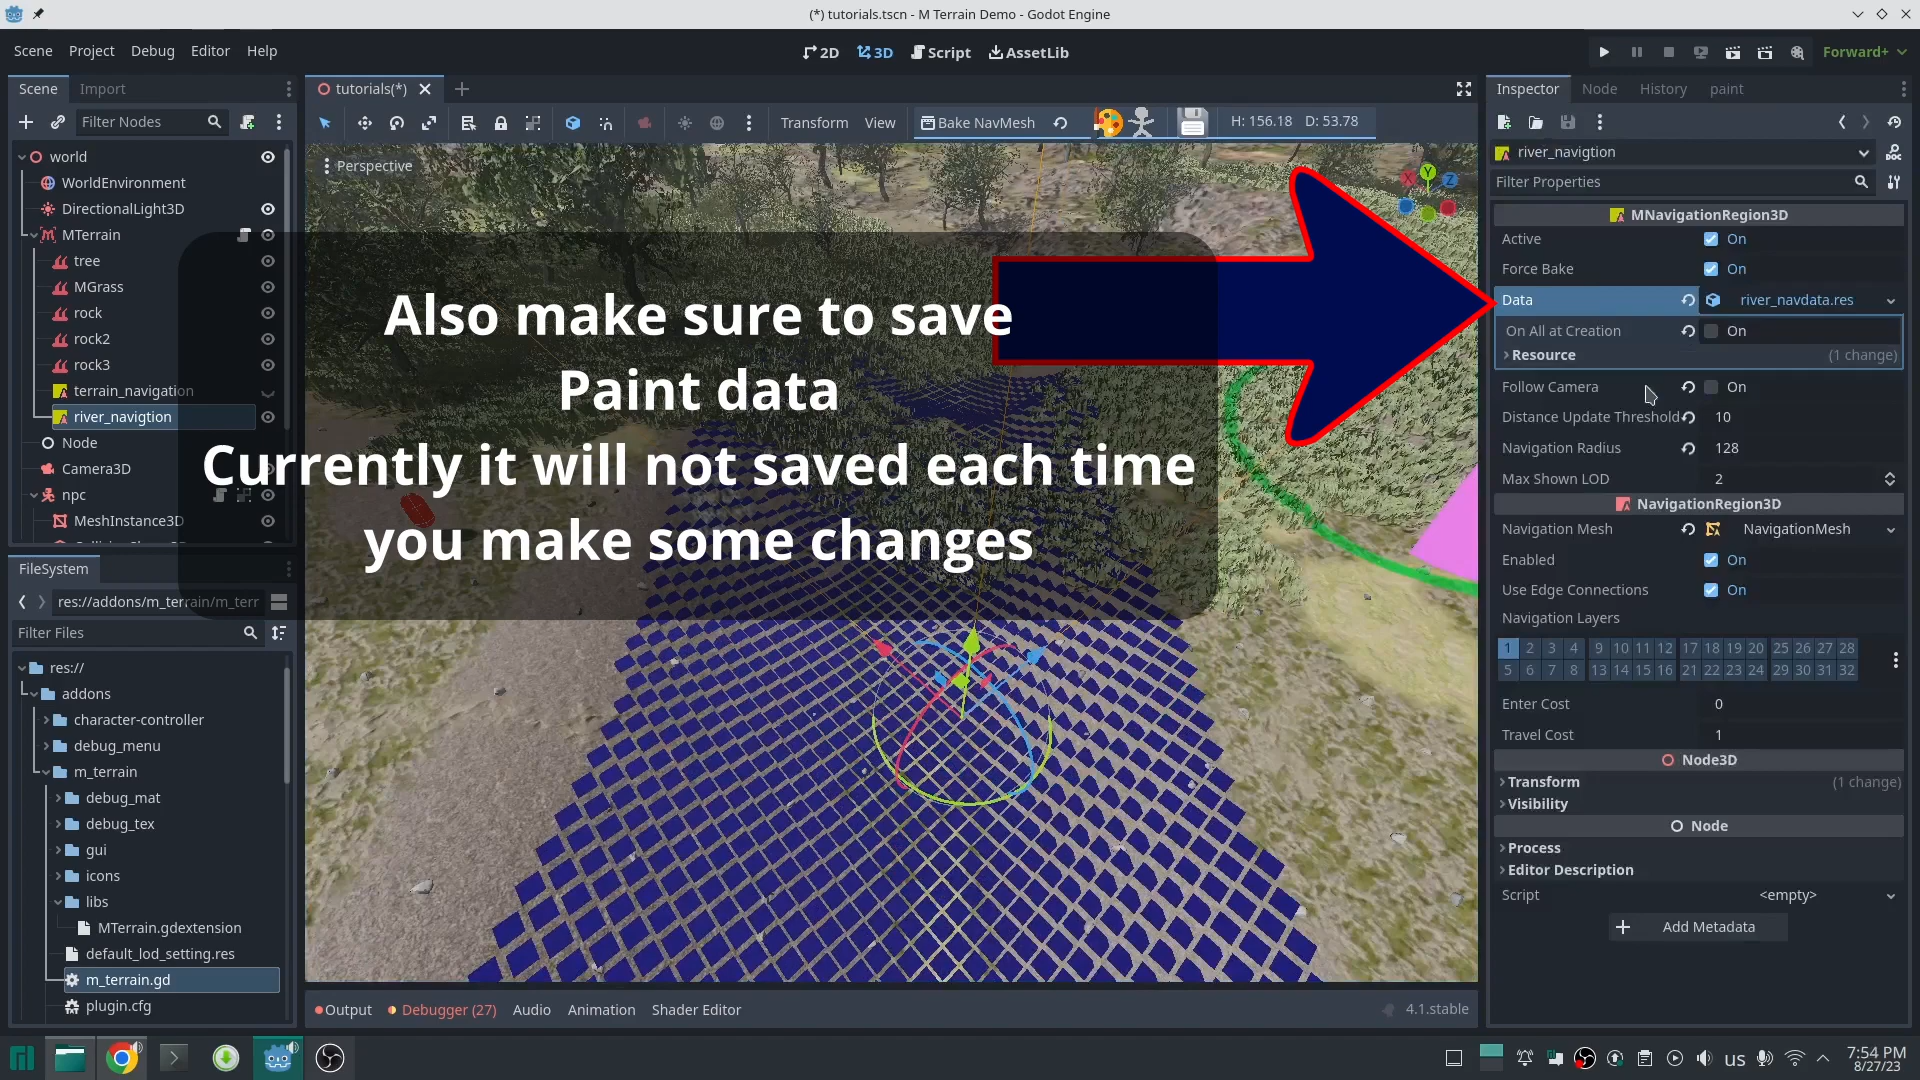 (*) tutorials.tscn - M Terrain Demo - Godot Engine
Scene Project Debug Editor Help
2D 3D Script AssetLib
Forward+
Scene Import
Filter Nodes
world
WorldEnvironment
DirectionalLight3D
MTerrain
tree
MGrass
rock
rock2
rock3
terrain_navigation
river_navigtion
Node
Camera3D
npc
MeshInstance3D
FileSystem
res://addons/m_terrain/m_terr
Filter Files
res://
addons
character-controller
debug_menu
m_terrain
debug_mat
debug_tex
gui
icons
libs
MTerrain.gdextension
default_lod_setting.res
m_terrain.gd
plugin.cfg
tutorials(*)
Transform View Bake NavMesh H: 156.18 D: 53.78
Perspective
X Y Z
Also make sure to save
Paint data
Currently it will not saved each time
you make some changes
Output Debugger (27) Audio Animation Shader Editor 4.1.stable
Inspector Node History paint
river_navigtion
DOC
Filter Properties
MNavigationRegion3D
Active On
Force Bake On
Data river_navdata.res
On All at Creation On
Resource (1 change)
Follow Camera On
Distance Update Threshold 10
Navigation Radius 128
Max Shown LOD 2
NavigationRegion3D
Navigation Mesh NavigationMesh
Enabled On
Use Edge Connections On
Navigation Layers
1 2 3 4 9 10 11 12 17 18 19 20 25 26 27 28
5 6 7 8 13 14 15 16 21 22 23 24 29 30 31 32
Enter Cost 0
Travel Cost 1
Node3D
Transform (1 change)
Visibility
Node
Process
Editor Description
Script <empty>
Add Metadata
us
7:54 PM
8/27/23